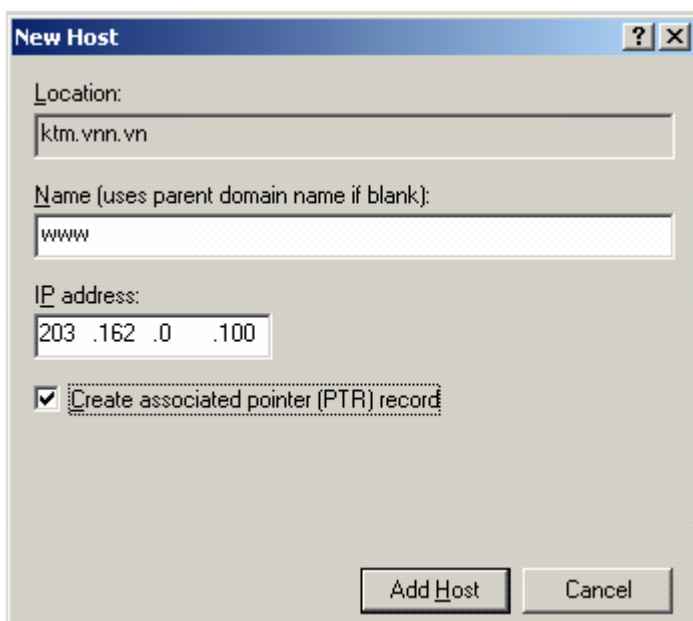 New Host
Location:
ktm.vnn.vn
Name (uses parent domain name if blank):
www
IP address:
203 .162 .0 .100
Create associated pointer (PTR) record
Add Host Cancel